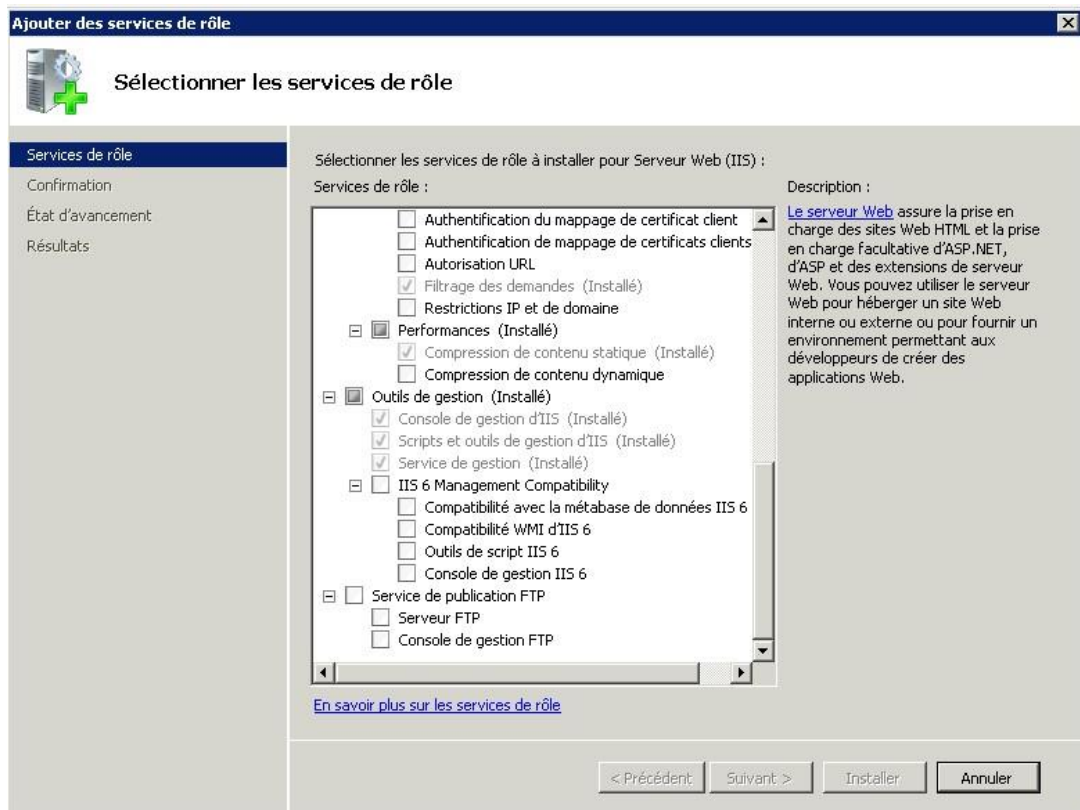 Ajouter des services de rôle
Sélectionner les services de rôle
Services de rôle
Confirmation
État d'avancement
Résultats
Sélectionner les services de rôle à installer pour Serveur Web (IIS) :
Services de rôle :
Authentification du mappage de certificat client
Authentification de mappage de certificats clients
Autorisation URL
Filtrage des demandes (Installé)
Restrictions IP et de domaine
Performances (Installé)
Compression de contenu statique (Installé)
Compression de contenu dynamique
Outils de gestion (Installé)
Console de gestion d'IIS (Installé)
Scripts et outils de gestion d'IIS (Installé)
Service de gestion (Installé)
IIS 6 Management Compatibility
Compatibilité avec la métabase de données IIS 6
Compatibilité WMI d'IIS 6
Outils de script IIS 6
Console de gestion IIS 6
Service de publication FTP
Serveur FTP
Console de gestion FTP
En savoir plus sur les services de rôle
Description :
Le serveur Web assure la prise en
charge des sites Web HTML et la prise
en charge facultative d'ASP.NET,
d'ASP et des extensions de serveur
Web. Vous pouvez utiliser le serveur
Web pour héberger un site Web
interne ou externe ou pour fournir un
environnement permettant aux
développeurs de créer des
applications Web.
< Précédent
Suivant >
Installer
Annuler